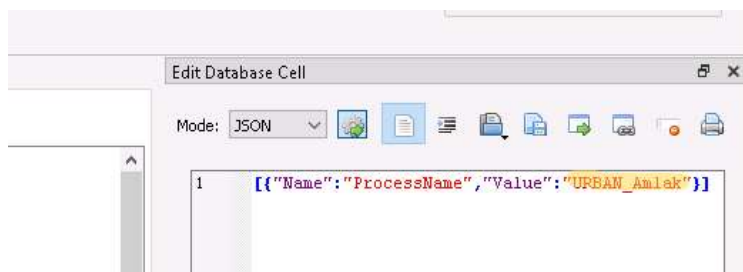 Edit Database Cell
Mode: JSON
1 [{"Name":"ProcessName","Value":"URBAN_Amlak"}]